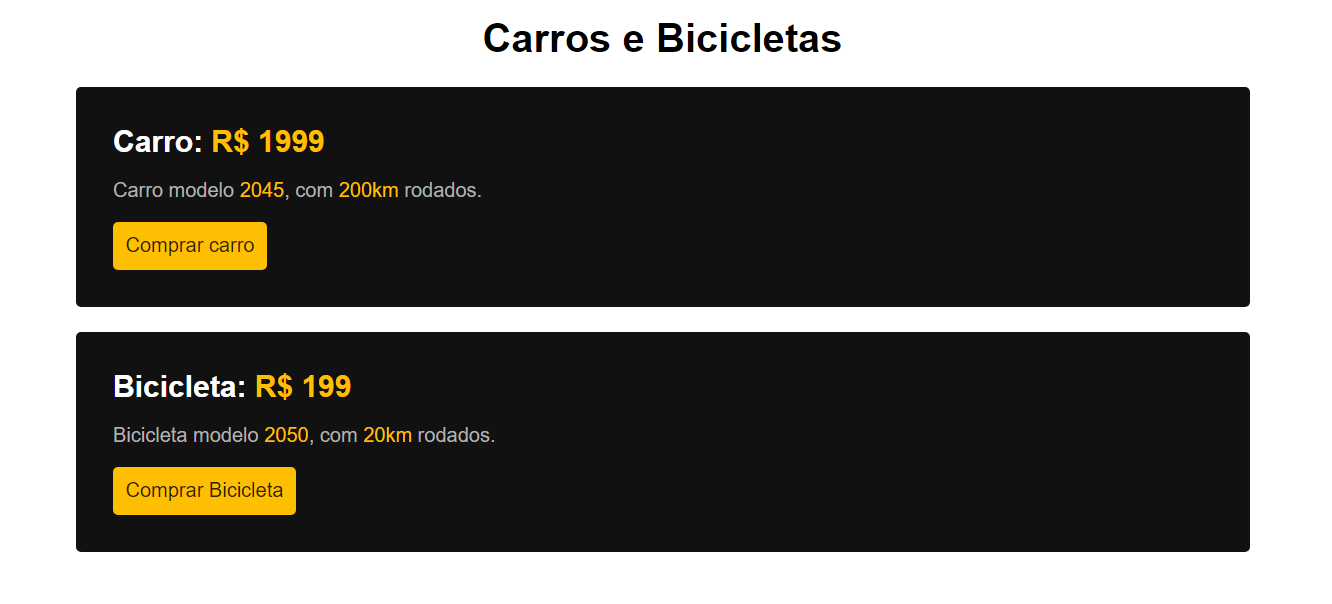 Carros e Bicicletas
Carro: R$ 1999
Carro modelo 2045, com 200km rodados.
Comprar carro
Bicicleta: R$ 199
Bicicleta modelo 2050, com 20km rodados.
Comprar Bicicleta